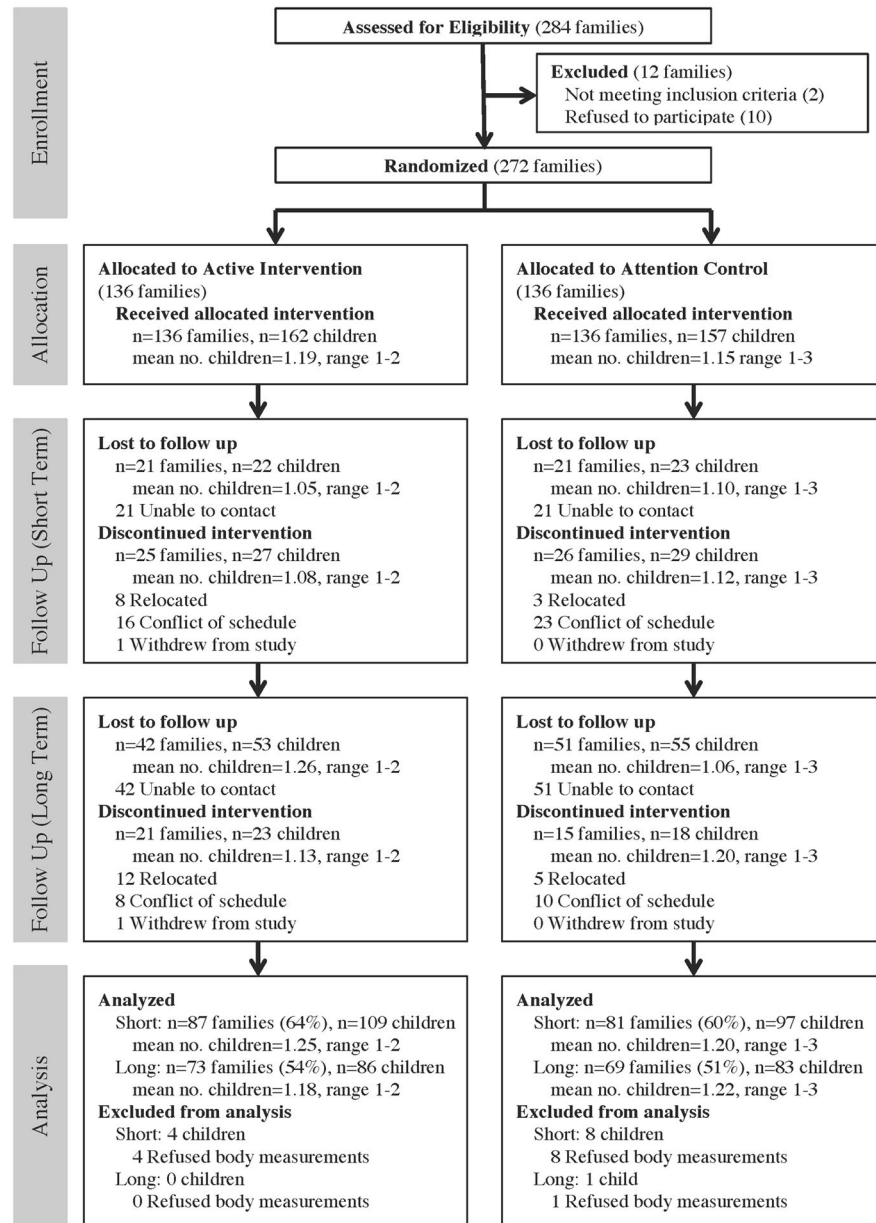 Enrollment
Assessed for Eligibility (284 families)
Excluded (12 families)
Not meeting inclusion criteria (2)
Refused to participate (10)
Randomized (272 families)
Allocation
Allocated to Active Intervention
(136 families)
Received allocated intervention
n=136 families, n=162 children
mean no. children=1.19, range 1-2
Allocated to Attention Control
(136 families)
Received allocated intervention
n=136 families, n=157 children
mean no. children=1.15 range 1-3
Follow Up (Short Term)
Lost to follow up
n=21 families, n=22 children
mean no. children=1.05, range 1-2
21 Unable to contact
Discontinued intervention
n=25 families, n=27 children
mean no. children=1.08, range 1-2
8 Relocated
16 Conflict of schedule
1 Withdrew from study
Lost to follow up
n=21 families, n=23 children
mean no. children=1.10, range 1-3
21 Unable to contact
Discontinued intervention
n=26 families, n=29 children
mean no. children=1.12, range 1-3
3 Relocated
23 Conflict of schedule
0 Withdrew from study
Follow Up (Long Term)
Lost to follow up
n=42 families, n=53 children
mean no. children=1.26, range 1-2
42 Unable to contact
Discontinued intervention
n=21 families, n=23 children
mean no. children=1.13, range 1-2
12 Relocated
8 Conflict of schedule
1 Withdrew from study
Lost to follow up
n=51 families, n=55 children
mean no. children=1.06, range 1-3
51 Unable to contact
Discontinued intervention
n=15 families, n=18 children
mean no. children=1.20, range 1-3
5 Relocated
10 Conflict of schedule
0 Withdrew from study
Analysis
Analyzed
Short: n=87 families (64%), n=109 children
mean no. children=1.25, range 1-2
Long: n=73 families (54%), n=86 children
mean no. children=1.18, range 1-2
Excluded from analysis
Short: 4 children
4 Refused body measurements
Long: 0 children
0 Refused body measurements
Analyzed
Short: n=81 families (60%), n=97 children
mean no. children=1.20, range 1-3
Long: n=69 families (51%), n=83 children
mean no. children=1.22, range 1-3
Excluded from analysis
Short: 8 children
8 Refused body measurements
Long: 1 child
1 Refused body measurements